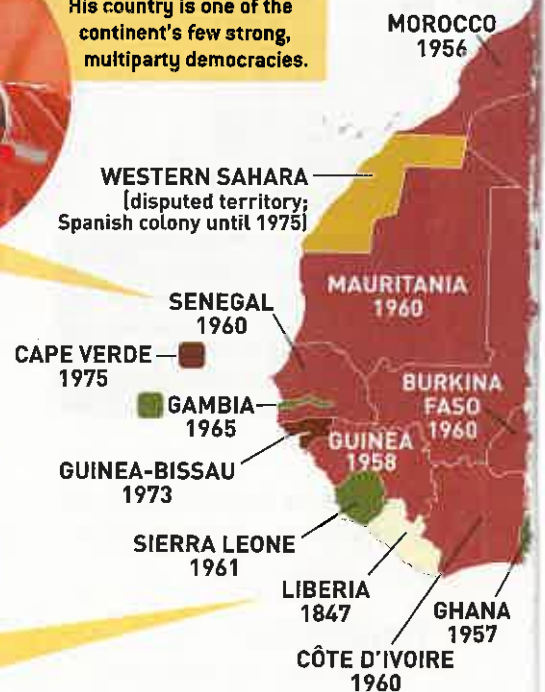 His country is one of the
continent's few strong,
multiparty democracies.
MOROCCO
1956
WESTERN SAHARA
(disputed territory;
Spanish colony until 1975)
MAURITANIA
1960
SENEGAL
1960
CAPE VERDE
1975
GAMBIA
1965
BURKINA
FASO
1960
GUINEA
1958
GUINEA-BISSAU
1973
SIERRA LEONE
1961
LIBERIA
1847
GHANA
1957
CÔTE D'IVOIRE
1960